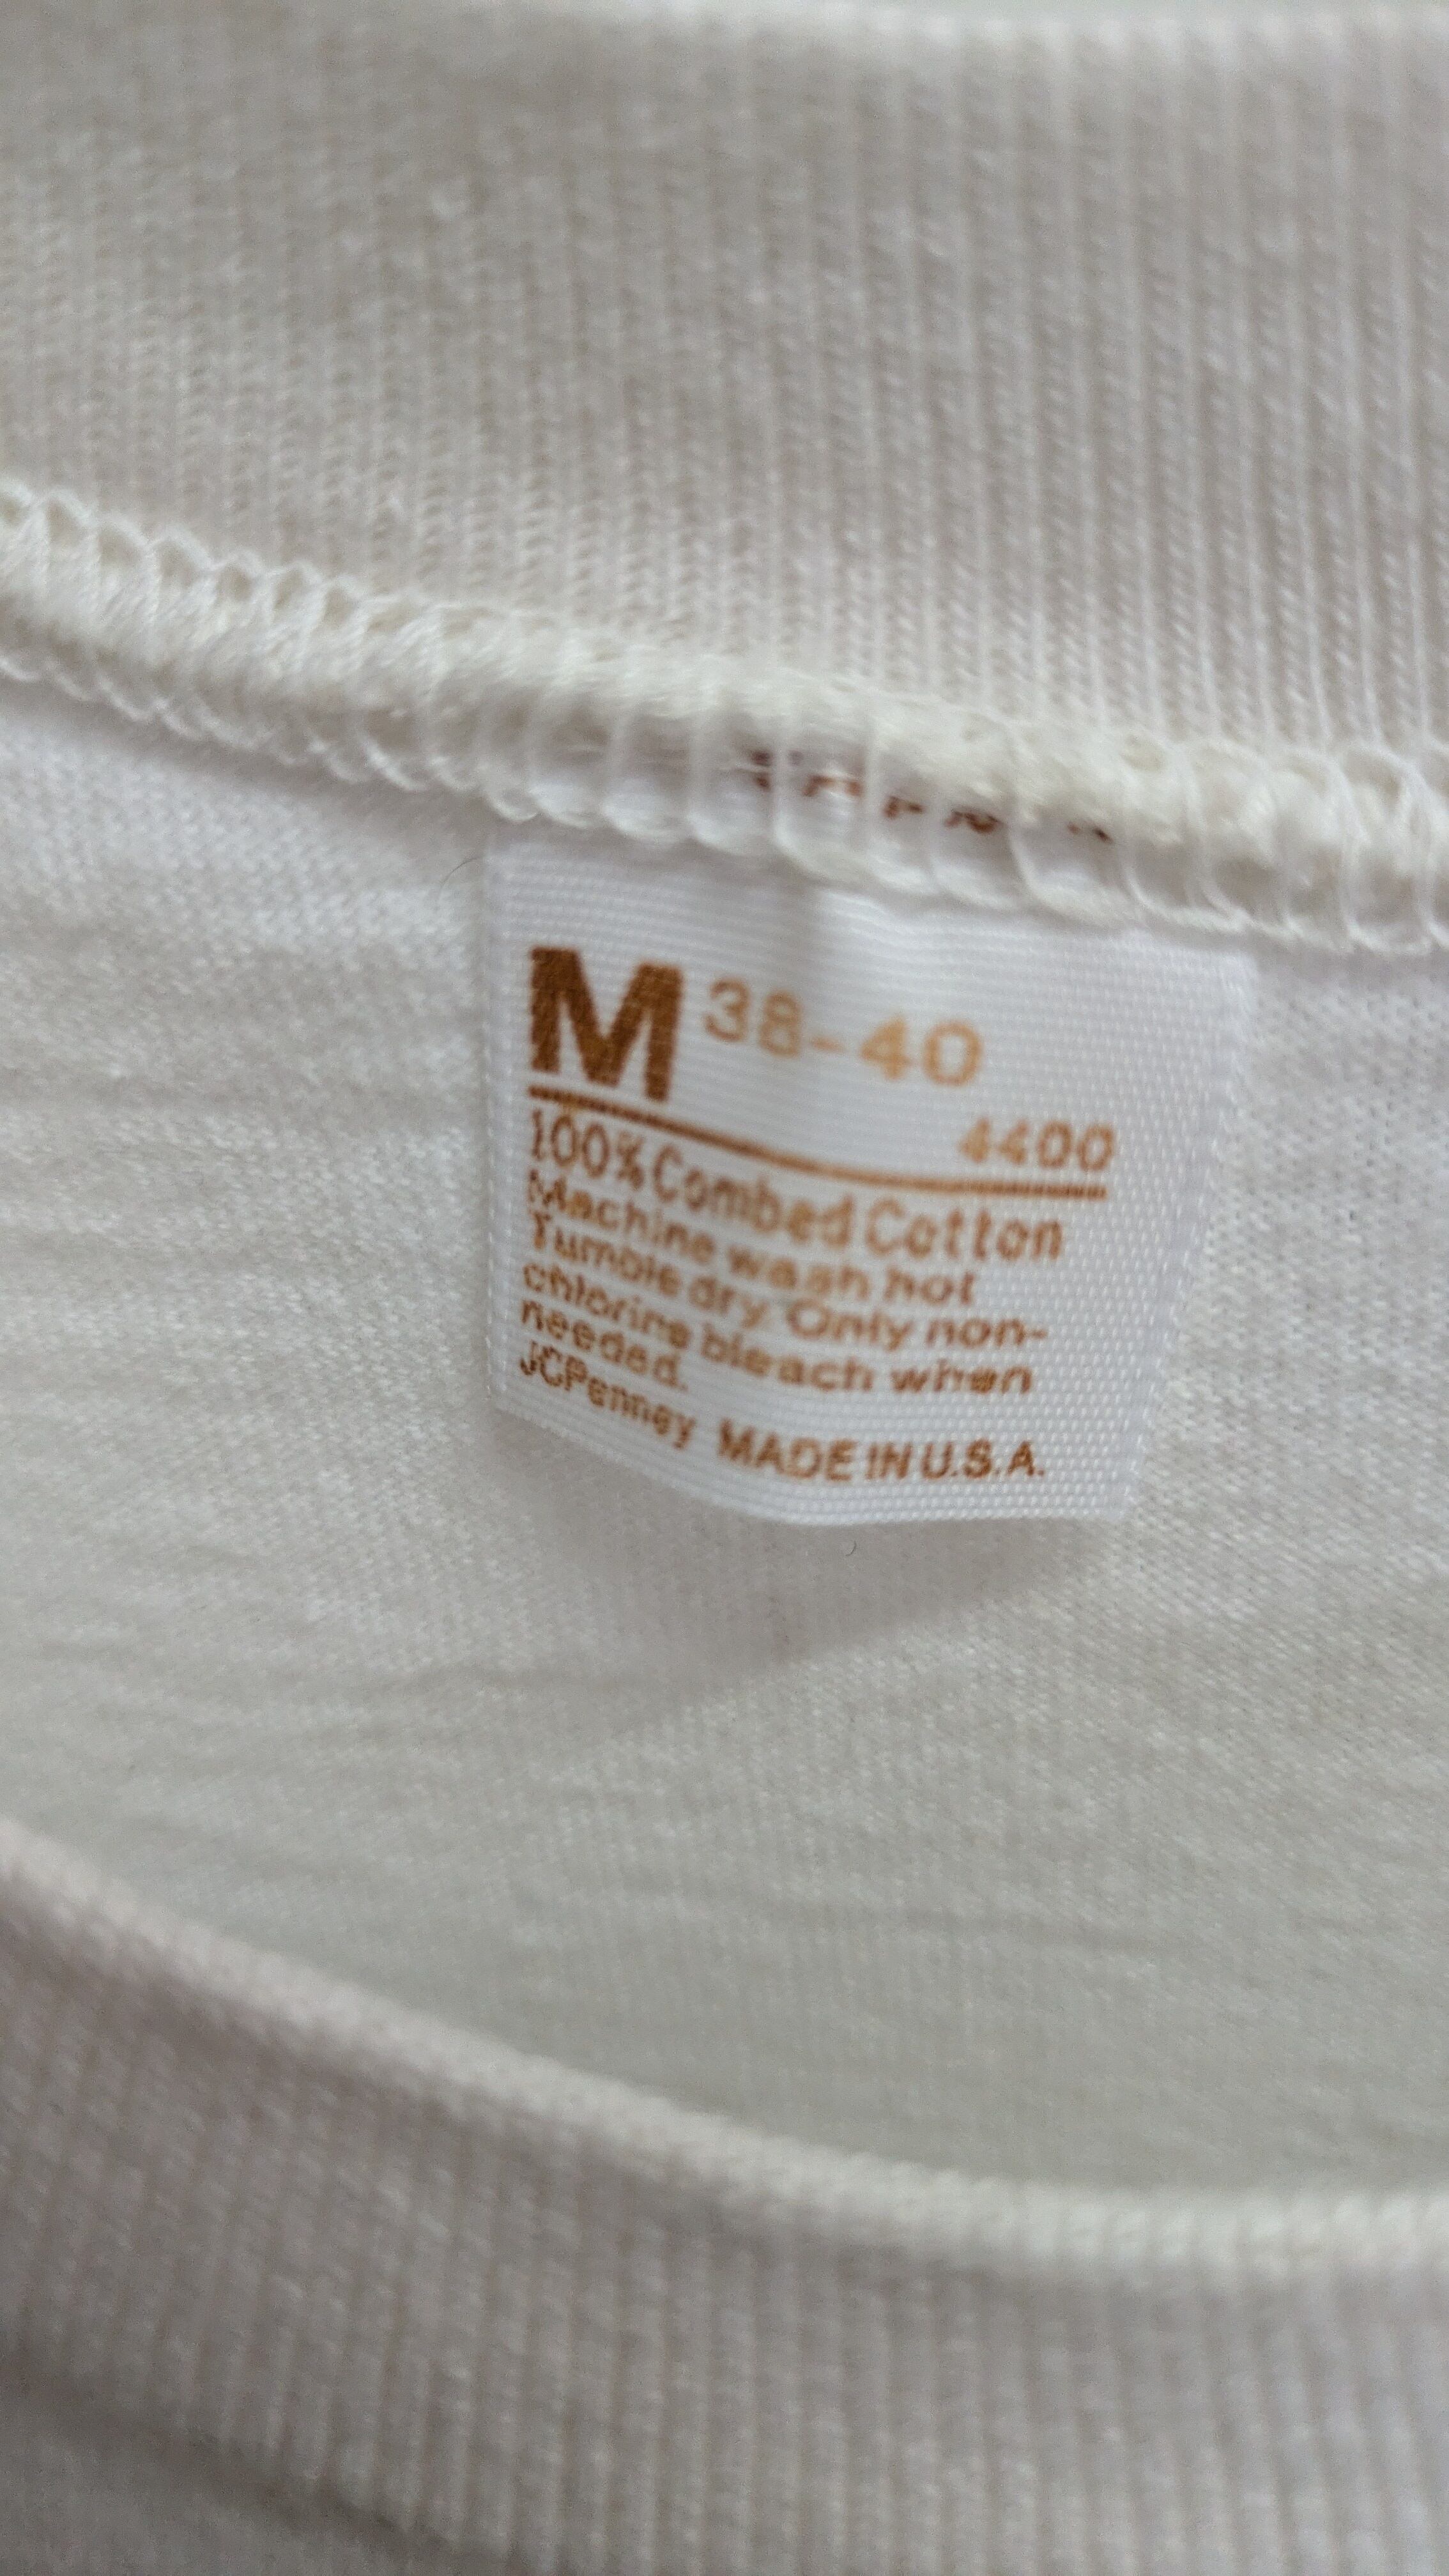 M 38-40
4400
100% Combed Cotton
Machine wash hot
Tumble dry. Only non-
chlorine bleach when
needed.
JCPenney MADE IN U.S.A.